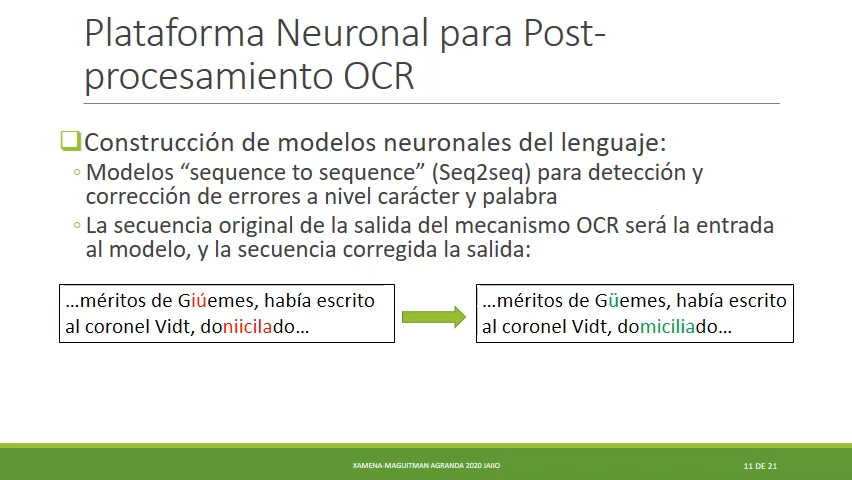 Plataforma Neuronal para Post-
procesamiento OCR
Construcción de modelos neuronales del lenguaje:
Modelos “sequence to sequence” (Seq2seq) para detección y
corrección de errores a nivel carácter y palabra
La secuencia original de la salida del mecanismo OCR será la entrada
al modelo, y la secuencia corregida la salida:
…méritos de Giúemes, había escrito
al coronel Vidt, doniicilado…
…méritos de Güemes, había escrito
al coronel Vidt, domiciliado…
XAMENA-MAGUITMAN AGRANDA 2020 JAIIO
11 DE 21